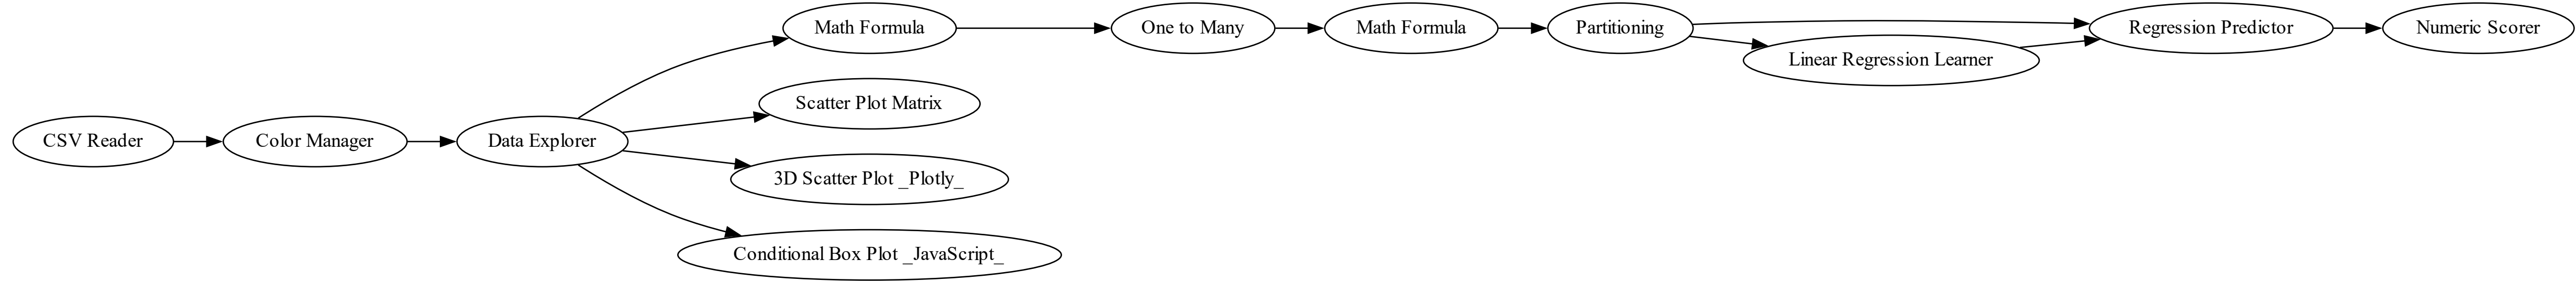 CSV Reader
Color Manager
Data Explorer
Math Formula
One to Many
Math Formula
Partitioning
Linear Regression Learner
Regression Predictor
Numeric Scorer
Scatter Plot Matrix
3D Scatter Plot _Plotly_
Conditional Box Plot _JavaScript_